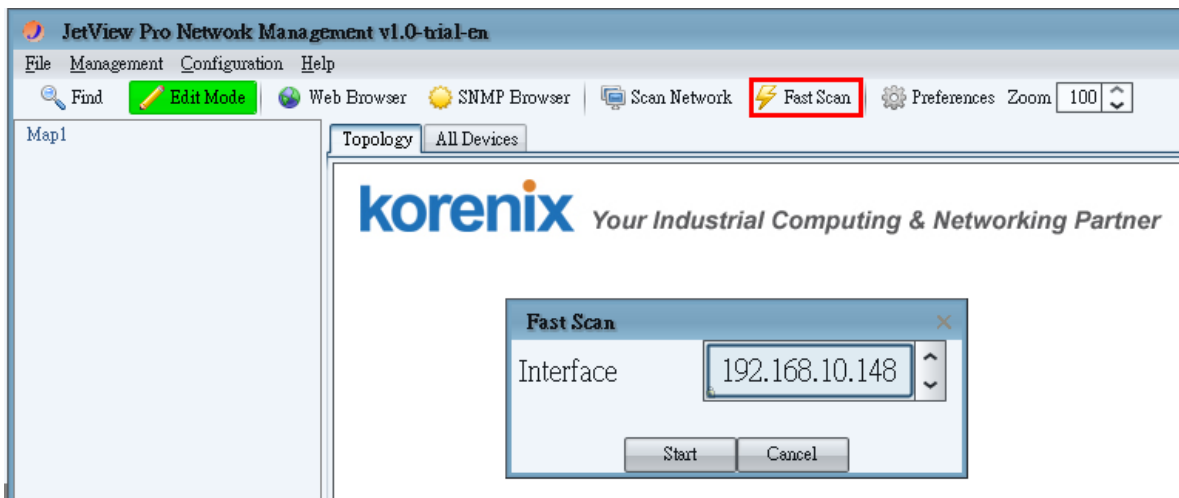 JetView Pro Network Management v1.0-trial-en
File Management Configuration Help
Find Edit Mode Web Browser SNMP Browser Scan Network Fast Scan Preferences Zoom 100
Map1
Topology All Devices
korenix Your Industrial Computing & Networking Partner
Fast Scan
Interface 192.168.10.148
Start Cancel